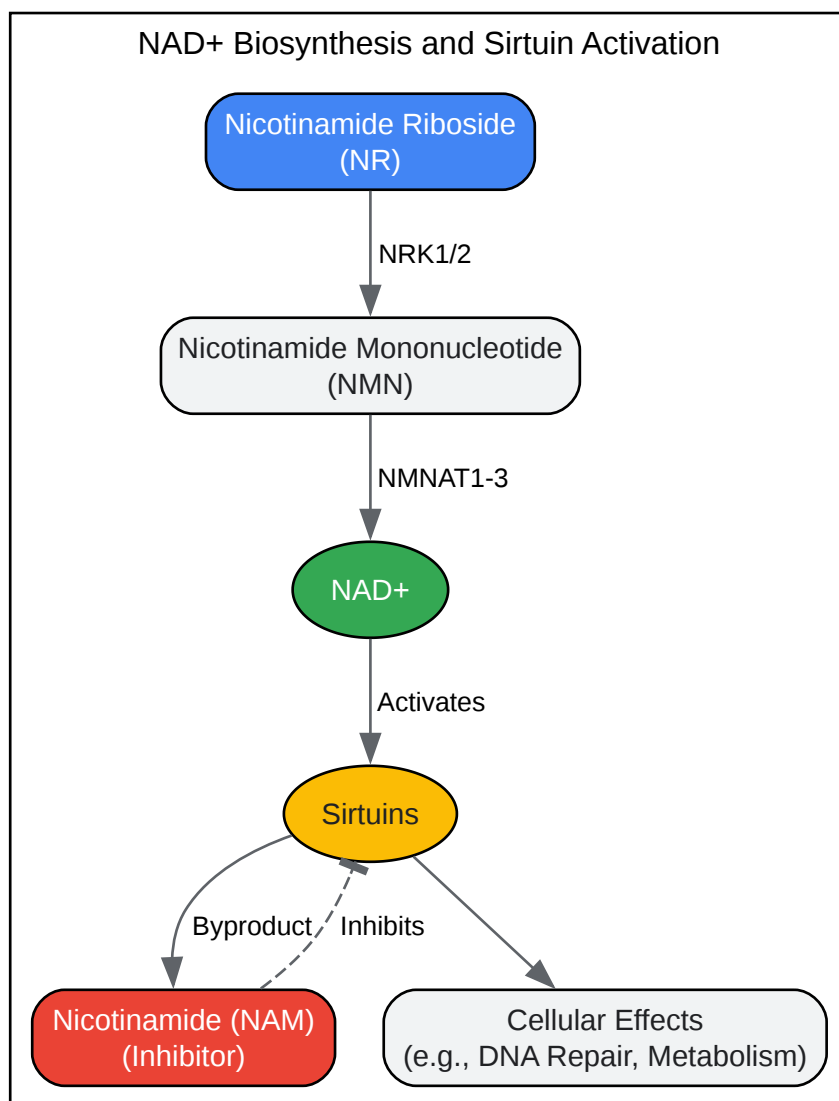 NAD+ Biosynthesis and Sirtuin Activation
Nicotinamide Riboside
(NR)
NRK1/2
Nicotinamide Mononucleotide
(NMN)
NMNAT1-3
NAD+
Activates
Sirtuins
Byproduct
Inhibits
Nicotinamide (NAM)
(Inhibitor)
Cellular Effects
(e.g., DNA Repair, Metabolism)